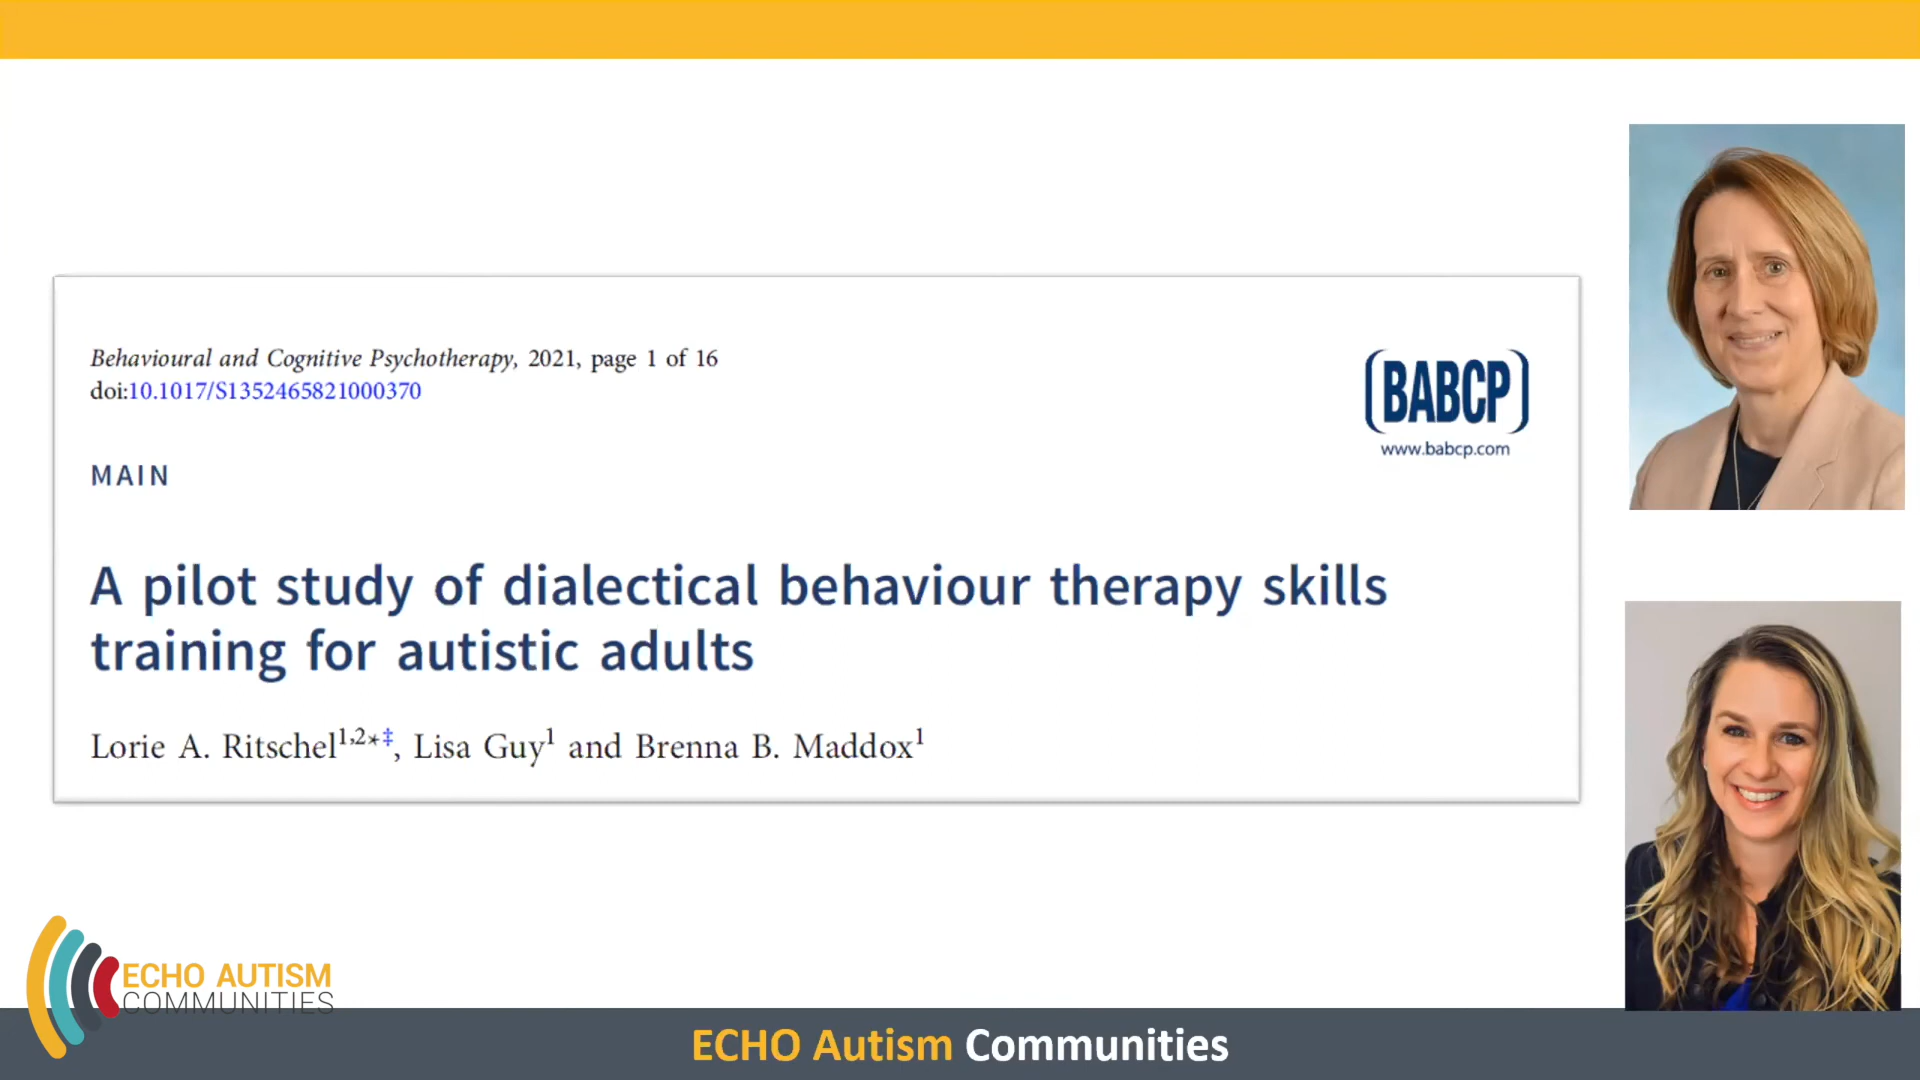 Behavioural and Cognitive Psychotherapy, 2021, page 1 of 16
doi:10.1017/S1352465821000370
[BABCP]
www.babcp.com
MAIN
A pilot study of dialectical behaviour therapy skills
training for autistic adults
Lorie A. Ritschel1,2*‡, Lisa Guy1 and Brenna B. Maddox1
ECHO AUTISM
COMMUNITIES
ECHO Autism Communities